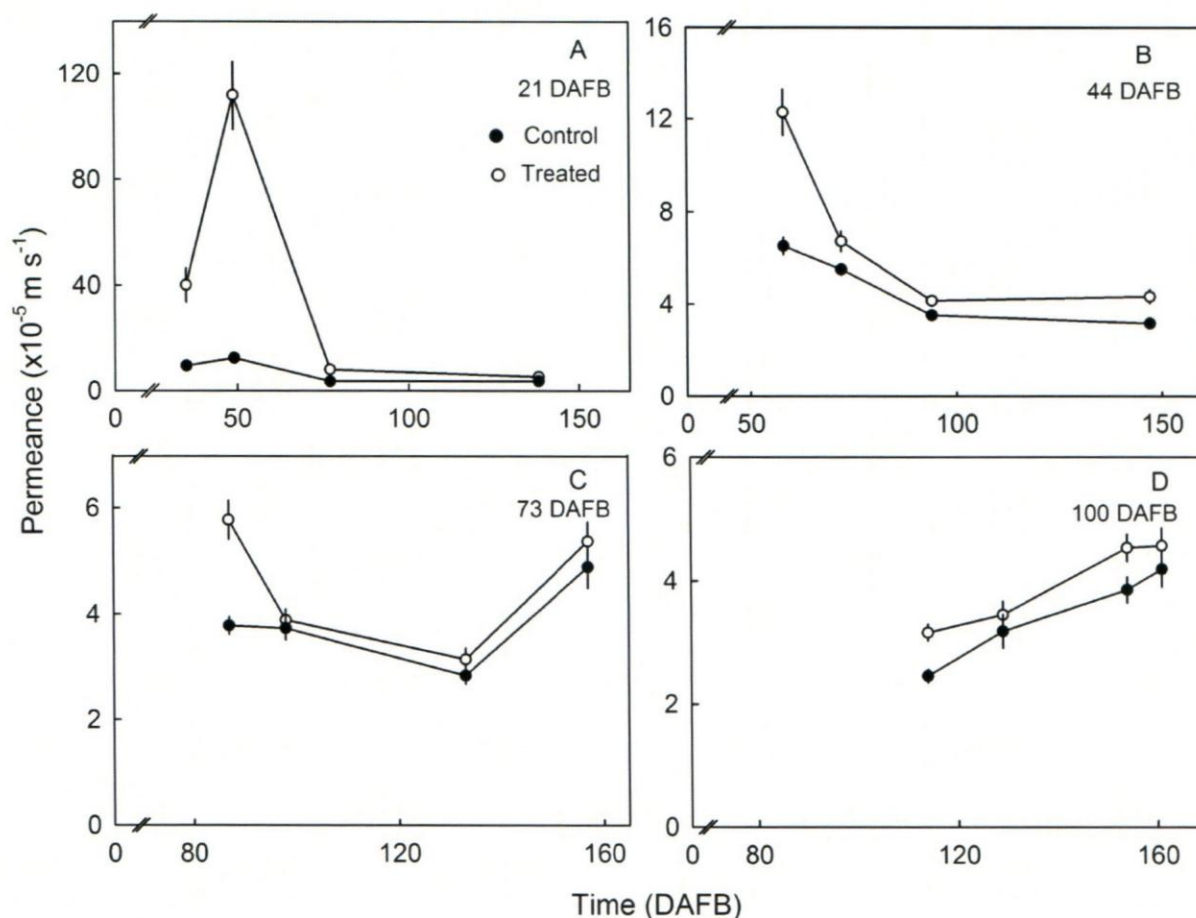 Permeance (x10⁻⁵ m s⁻¹)
A
21 DAFB
Control
Treated
120
80
40
0
0 50 100 150
B
44 DAFB
16
12
8
4
0
0 50 100 150
C
73 DAFB
6
4
2
0
0 80 120 160
D
100 DAFB
6
4
2
0
0 80 120 160
Time (DAFB)